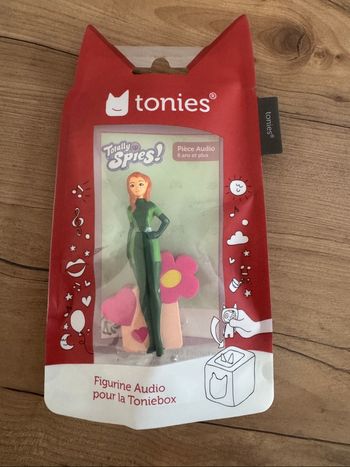 tonies®
tonies®
Totally
Spies!
Pièce Audio
6 ans et plus
Figurine Audio
pour la Toniebox